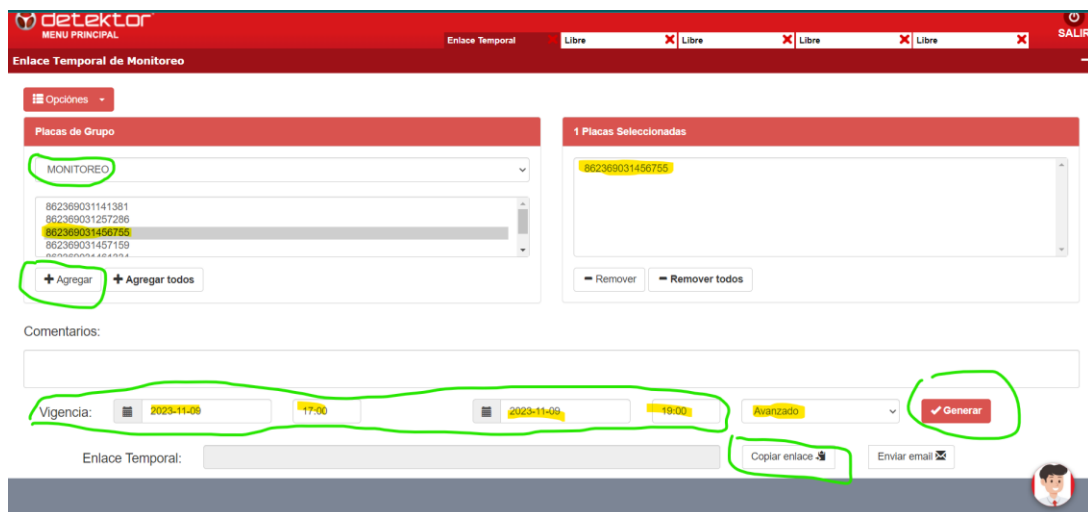 detektor
MENU PRINCIPAL
Enlace Temporal
Libre
Libre
Libre
Libre
SALIR
Enlace Temporal de Monitoreo
Opciónes
Placas de Grupo
MONITOREO
862369031141381
862369031257286
862369031456755
862369031457159
+ Agregar
+ Agregar todos
1 Placas Seleccionadas
862369031456755
- Remover
- Remover todos
Comentarios:
Vigencia: 2023-11-09 17:00 2023-11-09 19:00 Avanzado Generar
Enlace Temporal: Copiar enlace Enviar email